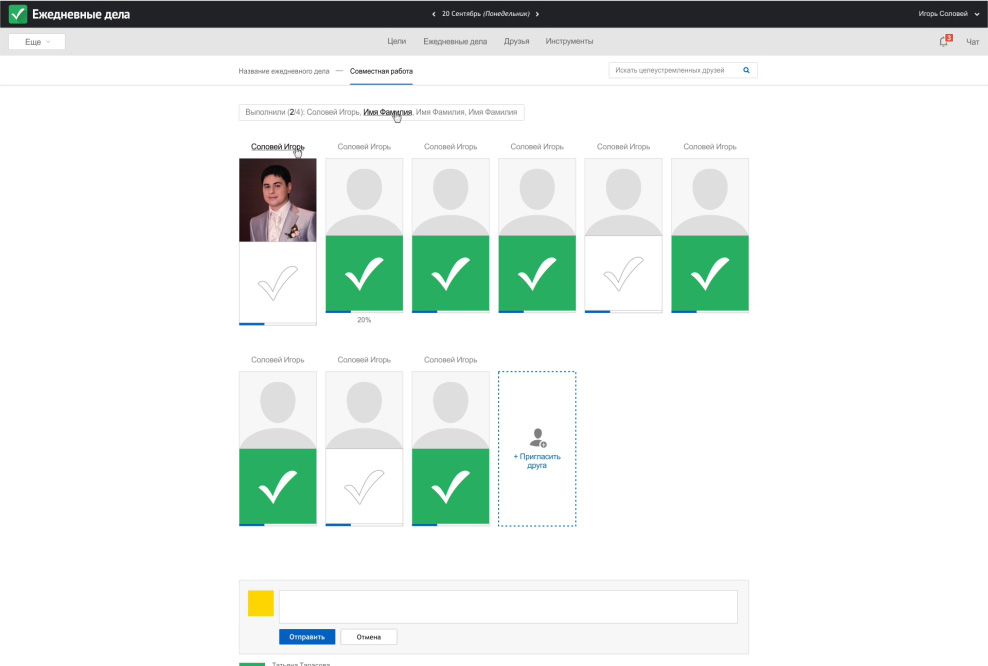 Ежедневные дела
20 Сентябрь (Понедельник)
Игорь Соловей
Еще
Цели Ежедневные дела Друзья Инструменты
3
Чат
Название ежедневного дела — Совместная работа
Искать целеустремленных друзей
Выполнили (2/4): Соловей Игорь, Имя Фамилия, Имя Фамилия, Имя Фамилия
Соловей Игорь Соловей Игорь Соловей Игорь Соловей Игорь Соловей Игорь Соловей Игорь
20%
Соловей Игорь Соловей Игорь Соловей Игорь
+ Пригласить
друга
Отправить Отмена
Татьяна Тарасова